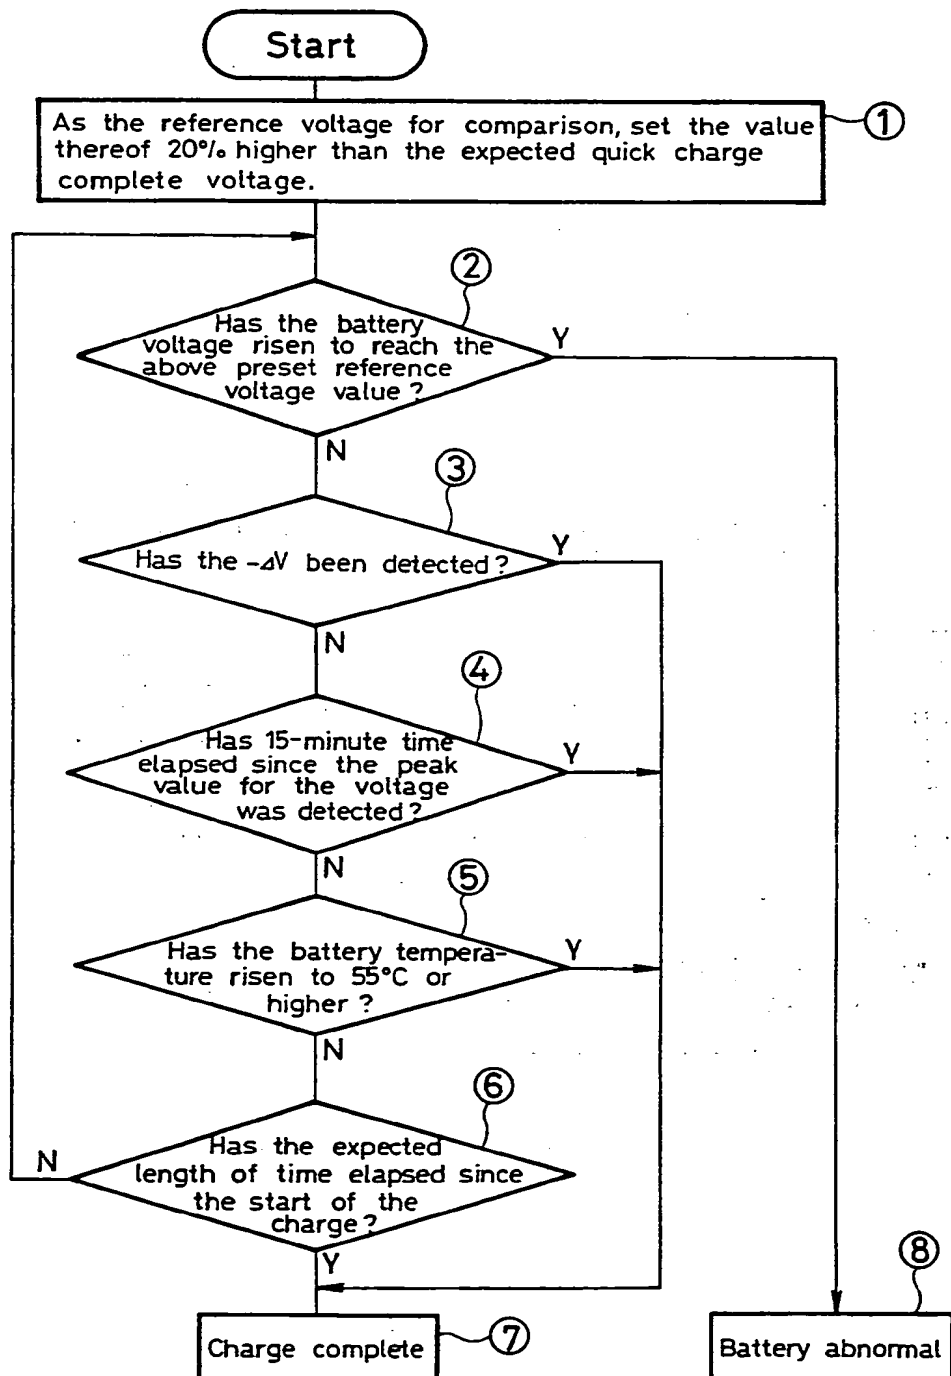 Start
As the reference voltage for comparison, set the value
thereof 20% higher than the expected quick charge
complete voltage.
①
②
Has the battery
voltage risen to reach the
above preset reference
voltage value?
Y
N
③
Has the -⊿V been detected?
Y
N
④
Has 15-minute time
elapsed since the peak
value for the voltage
was detected?
Y
N
⑤
Has the battery tempera-
ture risen to 55°C or
higher?
Y
N
⑥
Has the expected
length of time elapsed since
the start of the
charge?
N
Y
Charge complete
⑦
⑧
Battery abnormal